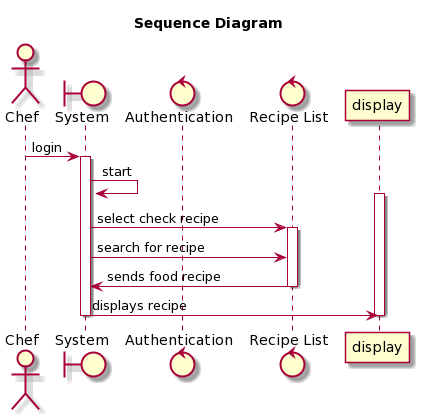 Sequence Diagram
Chef System Authentication Recipe List display
login
start
select check recipe
search for recipe
sends food recipe
displays recipe
Chef System Authentication Recipe List display